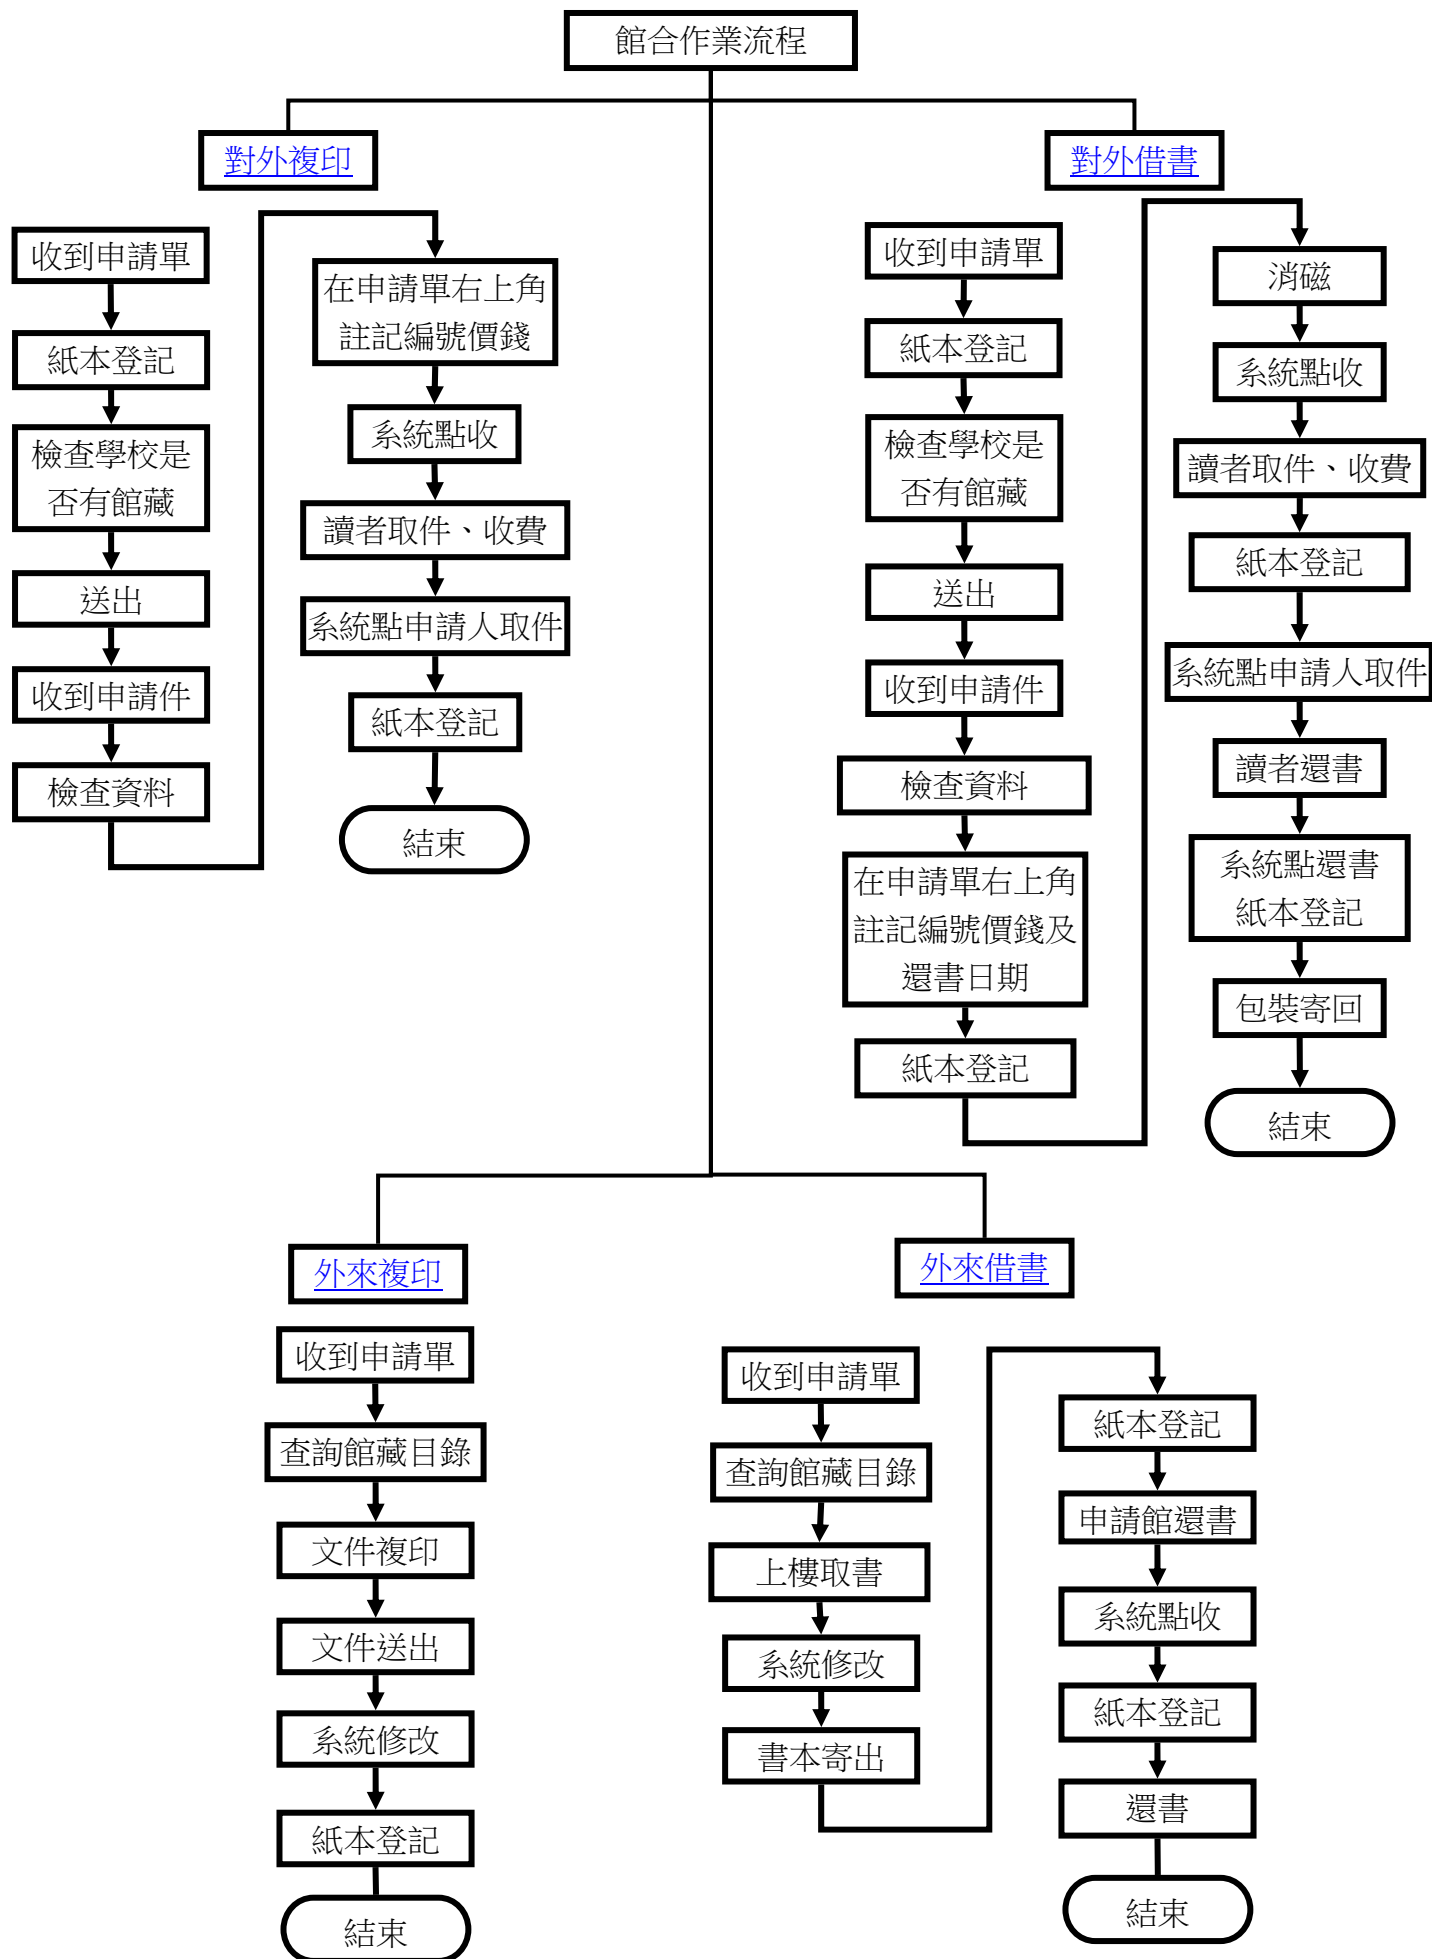 館合作業流程
對外複印
收到申請單
紙本登記
檢查學校是
否有館藏
送出
收到申請件
檢查資料
在申請單右上角
註記編號價錢
系統點收
讀者取件、收費
系統點申請人取件
紙本登記
結束
對外借書
收到申請單
紙本登記
檢查學校是
否有館藏
送出
收到申請件
檢查資料
在申請單右上角
註記編號價錢及
還書日期
紙本登記
消磁
系統點收
讀者取件、收費
紙本登記
系統點申請人取件
讀者還書
系統點還書
紙本登記
包裝寄回
結束
外來複印
收到申請單
查詢館藏目錄
文件複印
文件送出
系統修改
紙本登記
結束
外來借書
收到申請單
查詢館藏目錄
上樓取書
系統修改
書本寄出
紙本登記
申請館還書
系統點收
紙本登記
還書
結束